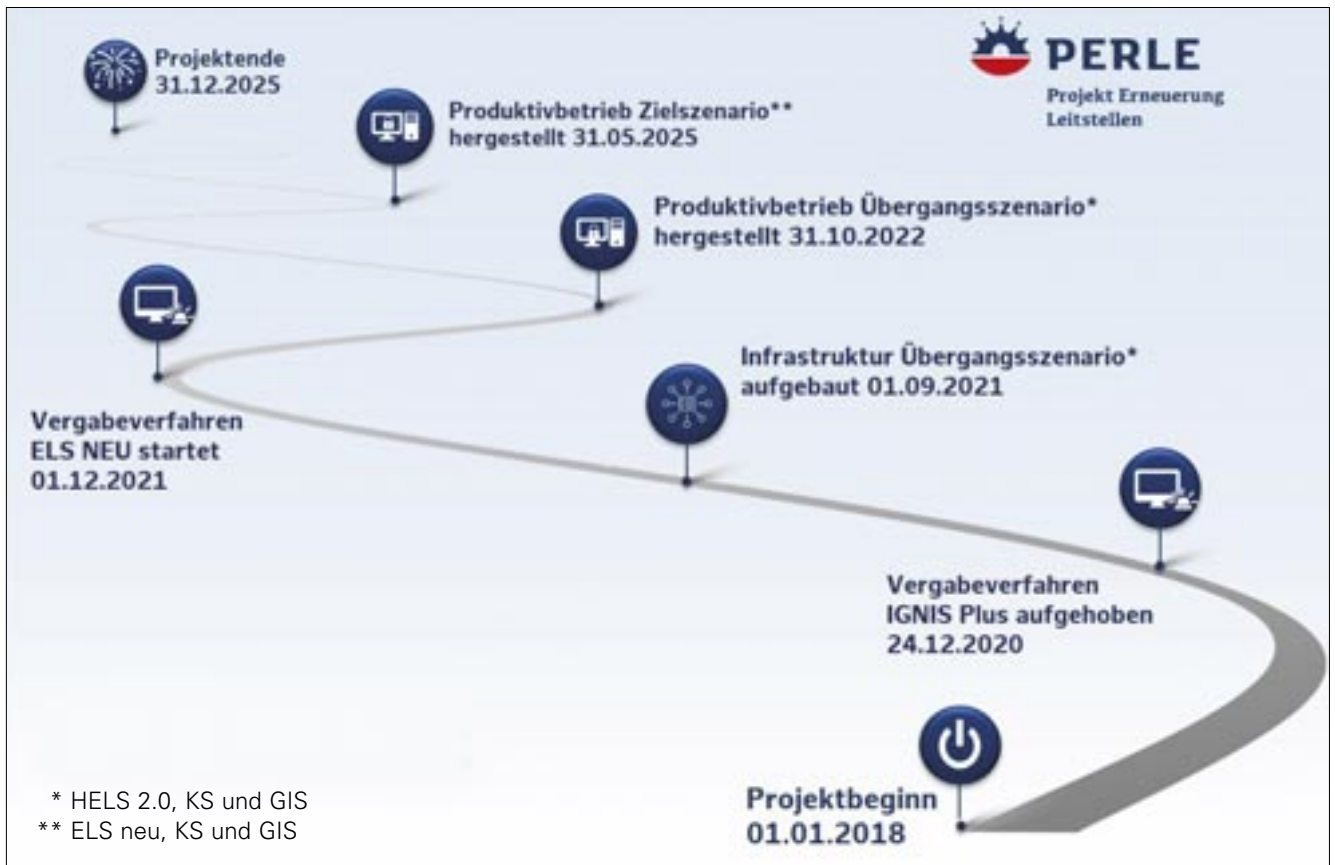 PERLE
Projekt Erneuerung
Leitstellen
Projektende
31.12.2025
Produktivbetrieb Zielszenario**
hergestellt 31.05.2025
Produktivbetrieb Übergangsszenario*
hergestellt 31.10.2022
Infrastruktur Übergangsszenario*
aufgebaut 01.09.2021
Vergabeverfahren
ELS NEU startet
01.12.2021
Vergabeverfahren
IGNIS Plus aufgehoben
24.12.2020
Projektbeginn
01.01.2018
* HELS 2.0, KS und GIS
** ELS neu, KS und GIS